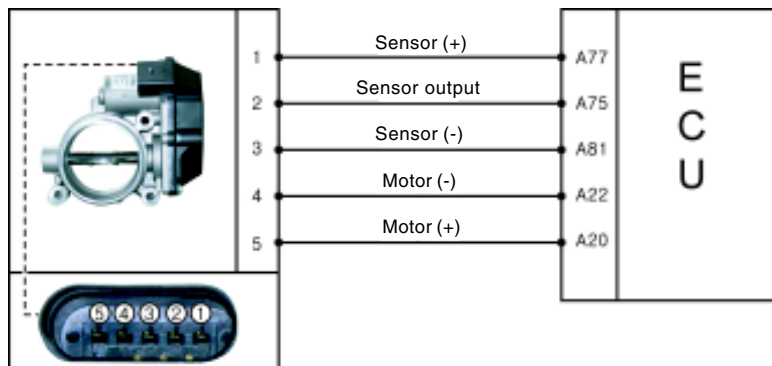 1 Sensor (+) A77
2 Sensor output A75
3 Sensor (-) A81
4 Motor (-) A22
5 Motor (+) A20
ECU
⑤ ④ ③ ② ①